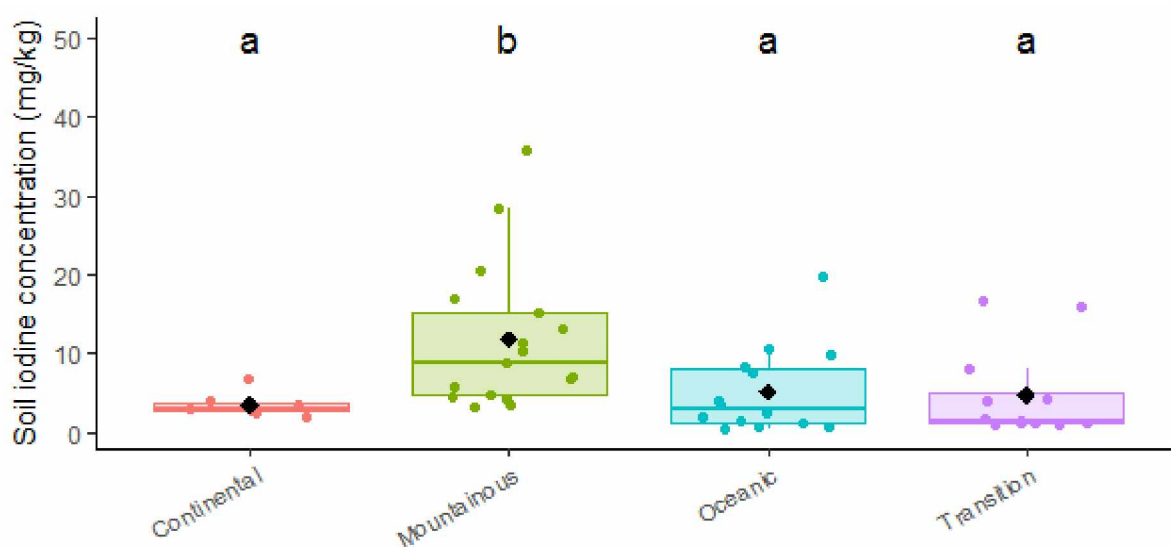 Soil iodine concentration (mg/kg)
50
40
30
20
10
0
a b a a
Continental Mountainous Oceanic Transition